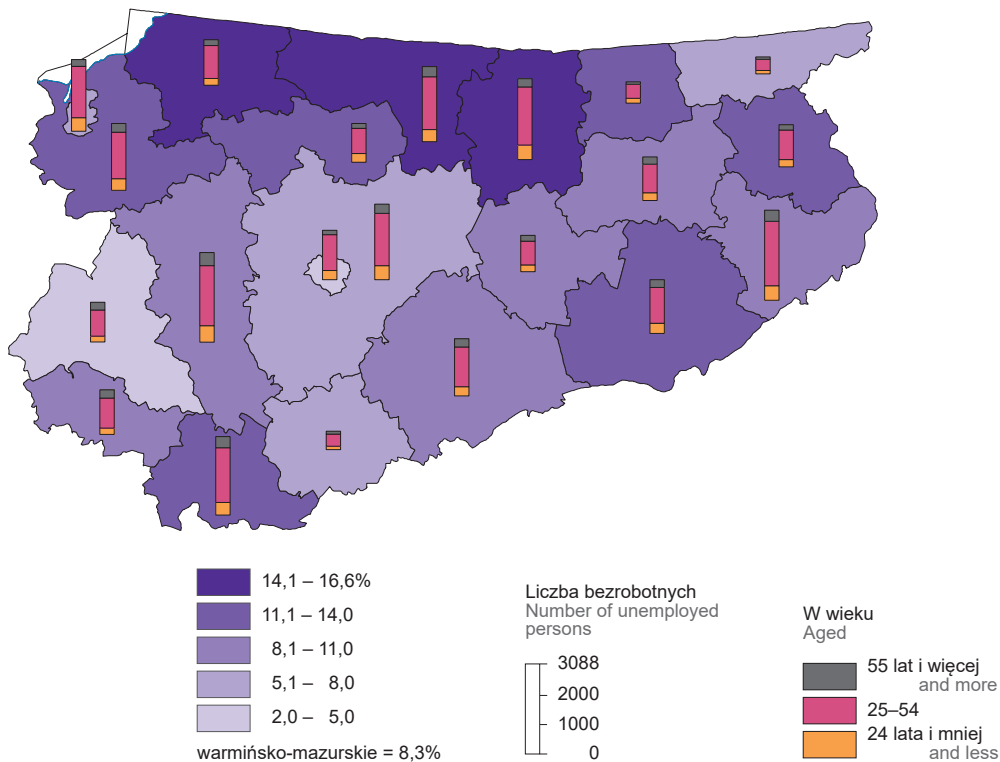 14,1 – 16,6%
11,1 – 14,0
8,1 – 11,0
5,1 – 8,0
2,0 – 5,0
warmińsko-mazurskie = 8,3%
Liczba bezrobotnych
Number of unemployed
persons
3088
2000
1000
0
W wieku
Aged
55 lat i więcej
and more
25–54
24 lata i mniej
and less